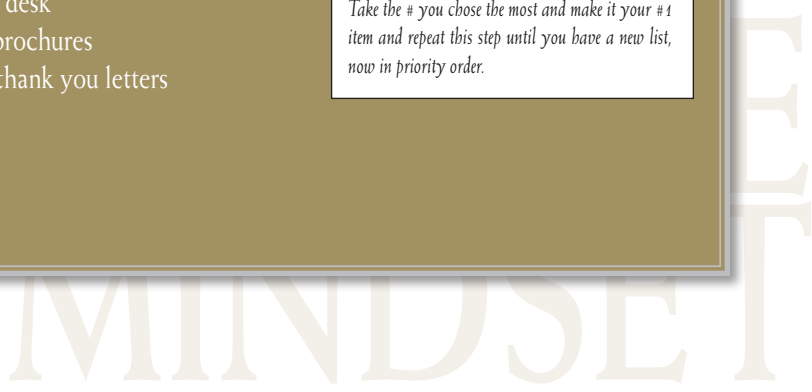 desk
brochures
thank you letters
Take the # you chose the most and make it your #1
item and repeat this step until you have a new list,
now in priority order.
MINDSET